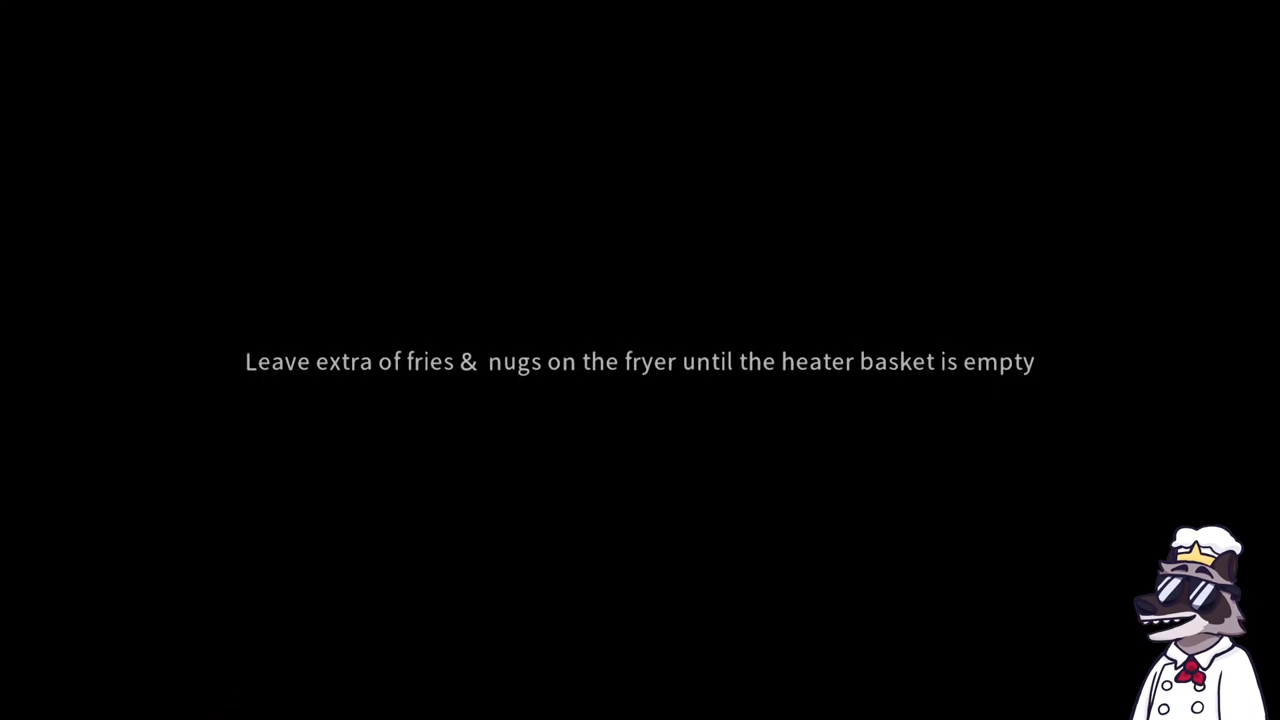 Leave extra of fries & nugs on the fryer until the heater basket is empty